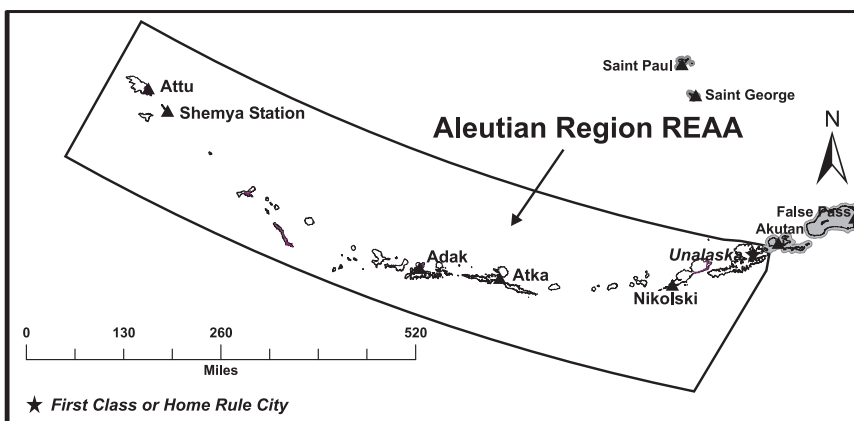 Saint Paul
Attu
Shemya Station
Saint George
Aleutian Region REAA
N
False Pass
Akutan
Unalaska
Adak
Atka
Nikolski
0 130 260 520
Miles
★ First Class or Home Rule City